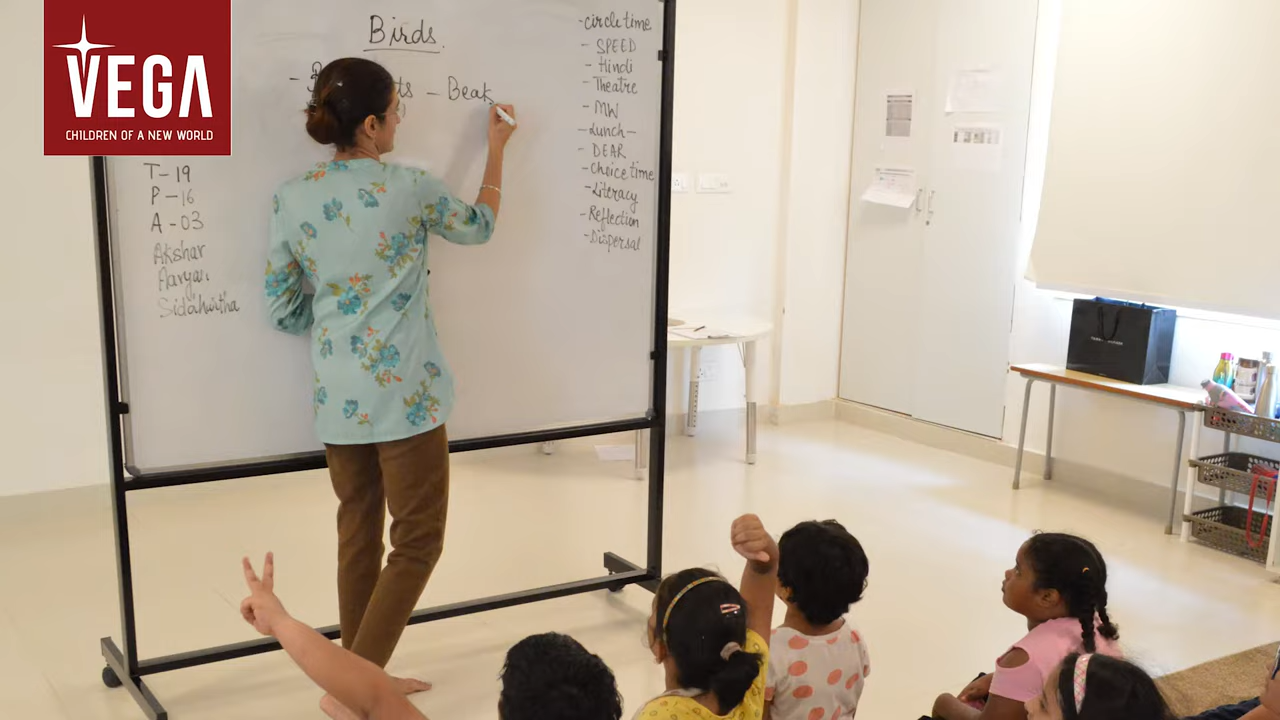 VEGA
CHILDREN OF A NEW WORLD
Birds.
– Beak
T-19
P-16
A-03
Akshar
Aaryan
Siddhartha
-circle time
- SPEED
- Hindi
- Theatre
- MW
-Lunch-
- DEAR
-Choice time
-Literacy
-Reflection
-Dispersal